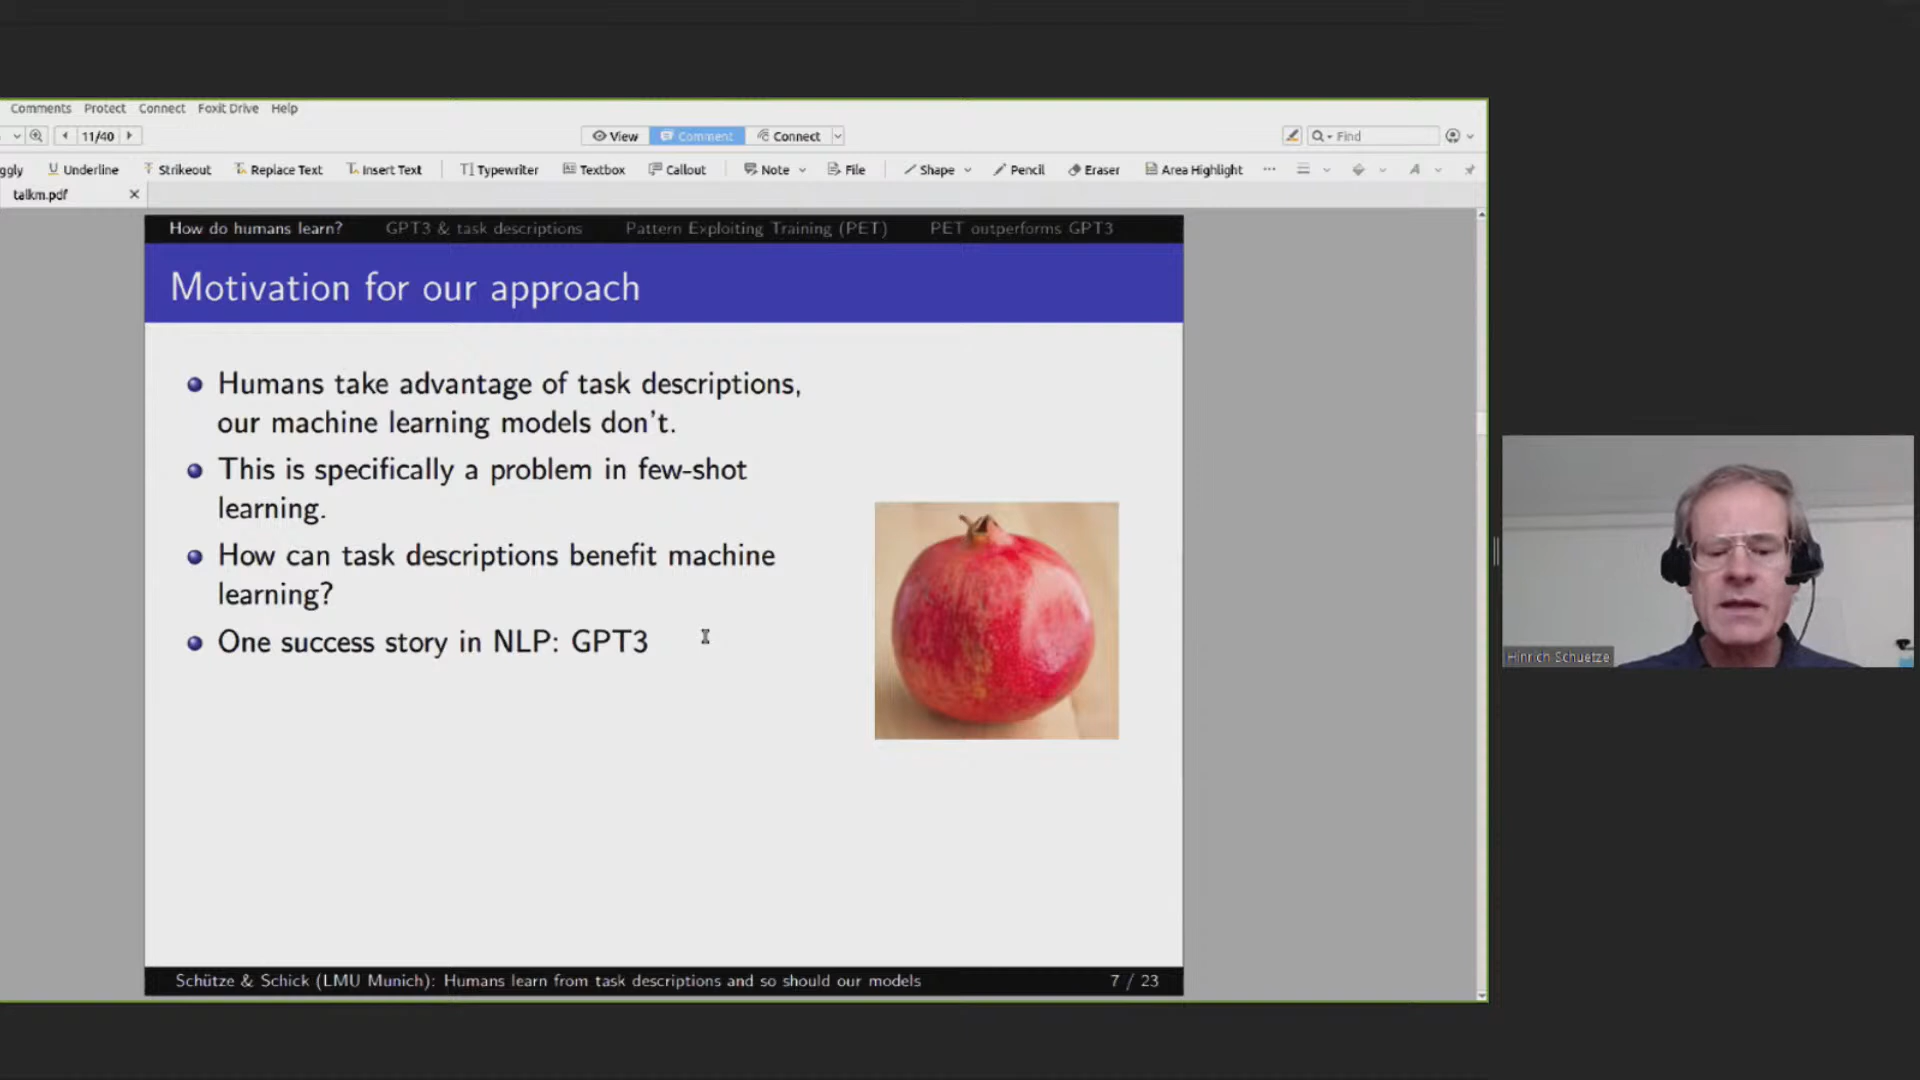 Comments Protect Connect Foxit Drive Help
11/40 View Comment Connect Find
ggly Underline Strikeout Replace Text Insert Text Typewriter Textbox Callout Note File Shape Pencil Eraser Area Highlight
talkm.pdf
How do humans learn? GPT3 & task descriptions Pattern Exploiting Training (PET) PET outperforms GPT3
Motivation for our approach
Humans take advantage of task descriptions,
our machine learning models don't.
This is specifically a problem in few-shot
learning.
How can task descriptions benefit machine
learning?
One success story in NLP: GPT3
Hinrich Schuetze
Schütze & Schick (LMU Munich): Humans learn from task descriptions and so should our models 7 / 23